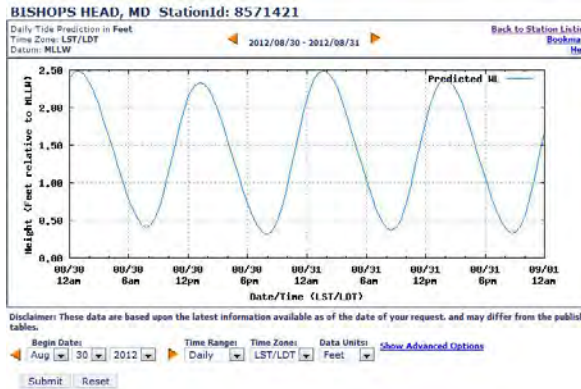 BISHOPS HEAD, MD StationId: 8571421
Daily Tide Prediction in Feet
Time Zone: LST/LDT
Datum: MLLW
2012/08/30 - 2012/08/31
Back to Station Listin
Bookma
He
Predicted WL
Height (Feet relative to MLLW)
2.50
2.00
1.50
1.00
0.50
0.00
08/30 08/30 08/30 08/30 08/31 08/31 08/31 08/31 09/01
12am 6am 12pm 6pm 12am 6am 12pm 6pm 12am
Date/Time (LST/LDT)
Disclaimer: These data are based upon the latest information available as of the date of your request, and may differ from the publish
tables.
Begin Date: Time Range: Time Zone: Data Units:
Aug 30 2012 Daily LST/LDT Feet Show Advanced Options
Submit Reset